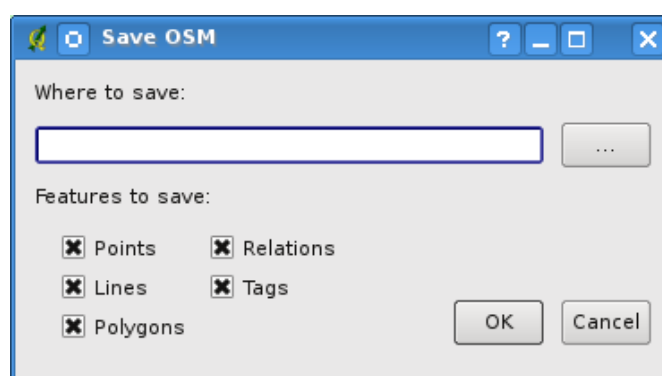 Save OSM
?
Where to save:
...
Features to save:
Points
Relations
Lines
Tags
Polygons
OK
Cancel